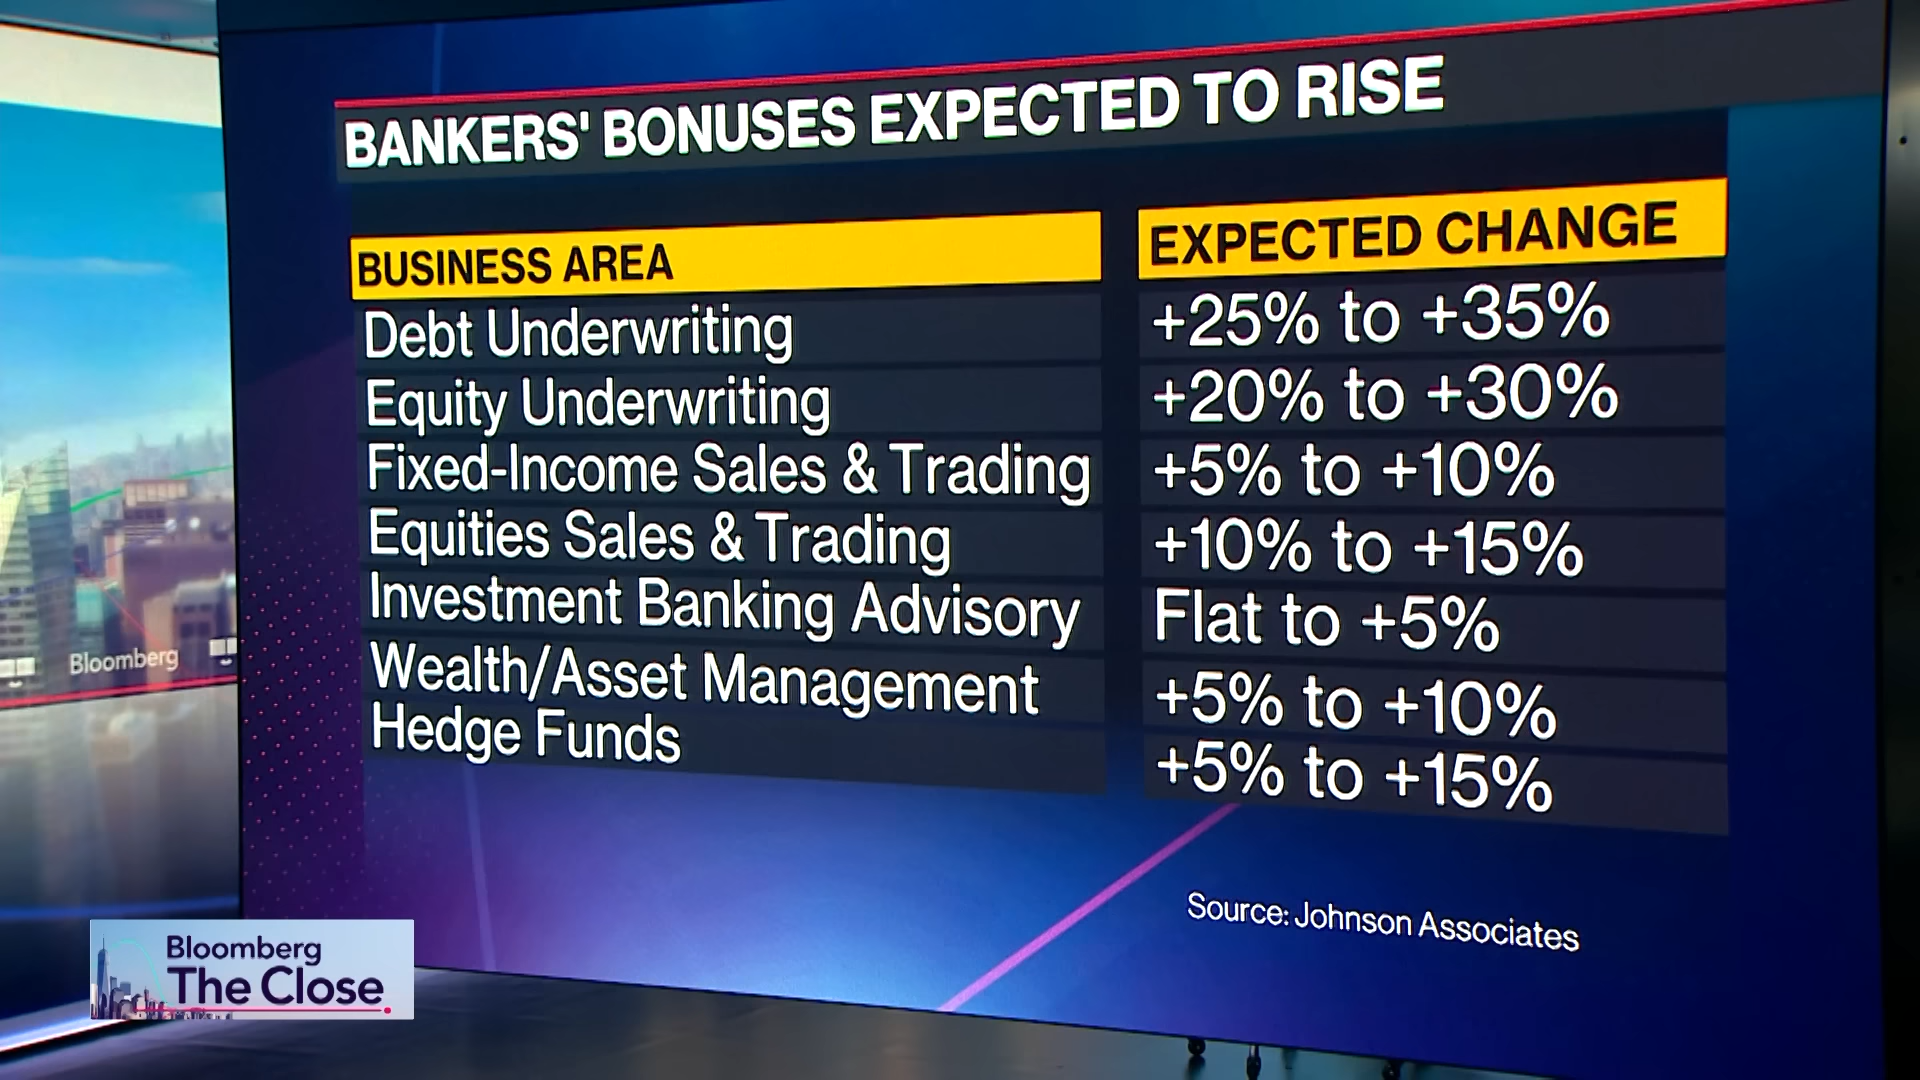 BANKERS' BONUSES EXPECTED TO RISE
BUSINESS AREA EXPECTED CHANGE
Debt Underwriting +25% to +35%
Equity Underwriting +20% to +30%
Fixed-Income Sales & Trading +5% to +10%
Equities Sales & Trading +10% to +15%
Investment Banking Advisory Flat to +5%
Wealth/Asset Management +5% to +10%
Hedge Funds +5% to +15%
Source: Johnson Associates
Bloomberg
Bloomberg
The Close